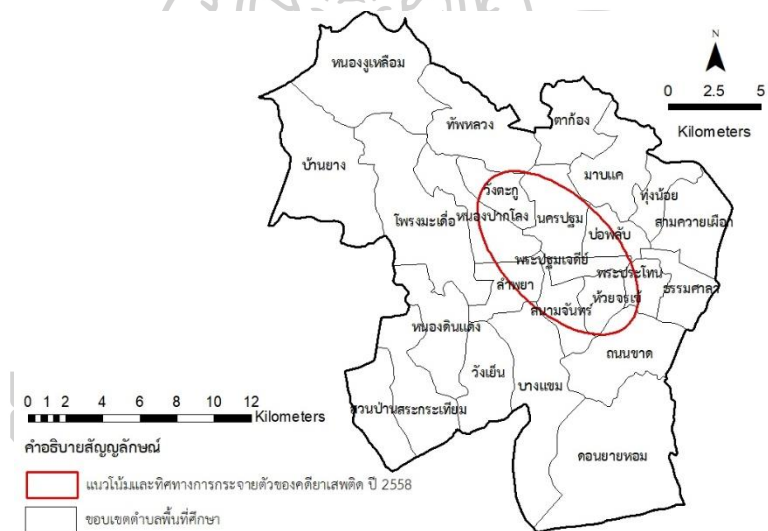 หนองงูเหลือม
N
0 2.5 5
Kilometers
ตาก้อง
ทัพหลวง
บ้านยาง
มาบแค
วังตะกู
ทุ่งน้อย
โพรงมะเดื่อ
หนองปากโลง
นครปฐม
สามควายเผือก
บ่อพลับ
พระปฐมเจดีย์
พระประโทน
ลำพยา
ห้วยจรเข้
ธรรมศาลา
สนามจันทร์
หนองดินแดง
ถนนขาด
วังเย็น
บางแขม
สวนป่าน
สระกะเทียม
0 1 2 4 6 8 10 12
Kilometers
ดอนยายหอม
คำอธิบายสัญญลักษณ์
แนวโน้มและทิศทางการกระจายตัวของคดียาเสพติด ปี 2558
ขอบเขตตำบลพื้นที่ศึกษา